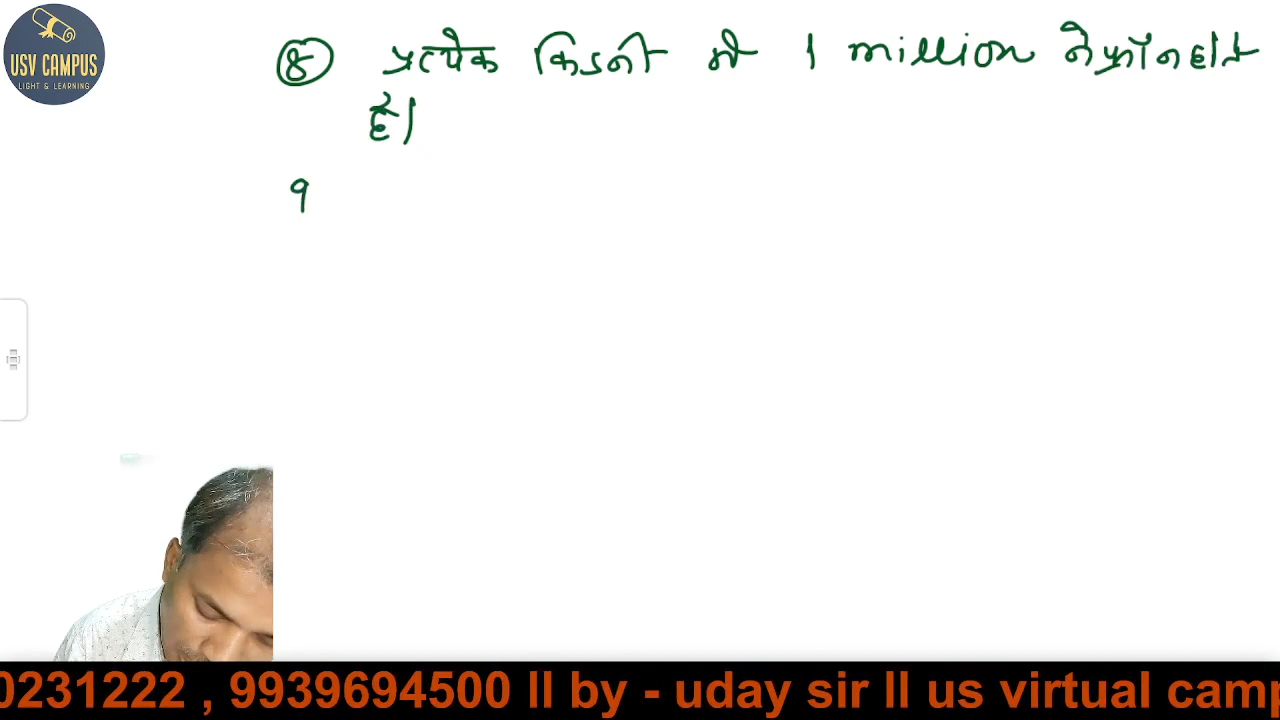 USV CAMPUS
LIGHT & LEARNING
8 प्रत्येक किडनी मे 1 million नेफ्रॉन होते
है।
9
0231222 , 9939694500 ll by - uday sir ll us virtual camp